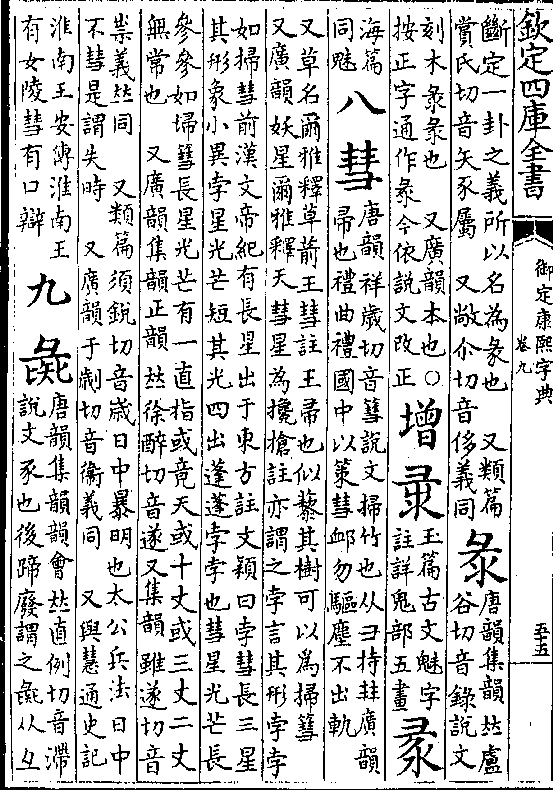 欽定四庫全書
御定康熙字典
卷九
五十五
斷定一卦之義所以名為彖也　又類篇
賞氏切音矢豕屬　又敞尒切音侈義同
彔
唐韻集韻𠀤盧
谷切音錄說文
刻木彔彔也　又廣韻本也○
按正字通作彔今依說文改正
增
玉篇古文魅字
註詳鬼部五畫
海篇
同魅
八
彗
唐韻祥歲切音篲說文掃竹也从彐持𡴀廣韻
帚也禮曲禮國中以策彗䘏勿驅塵不出軌
又草名爾雅釋草葥王彗註王帚也似藜其樹可以爲掃篲
又廣韻妖星爾雅釋天彗星為攙搶註亦謂之孛言其形孛孛
如掃彗前漢文帝紀有長星出于東方註文穎曰孛彗長三星
其形象小異孛星光芒短其光四出蓬蓬孛孛也彗星光芒長
參參如埽篲長星光芒有一直指或竟天或十丈或三丈二丈
無常也　又廣韻集韻正韻𠀤徐醉切音遂又集韻雖遂切音
祟義𠀤同　又類篇須銳切音歲日中暴明也太公兵法日中
不彗是謂失時　又廣韻于劌切音衞義同　又與慧通史記
淮南王安傳淮南王
有女陵彗有口辯
九
彘
唐韻集韻韻會𠀤直例切音滯
說文豕也後蹄廢謂之彘从彑